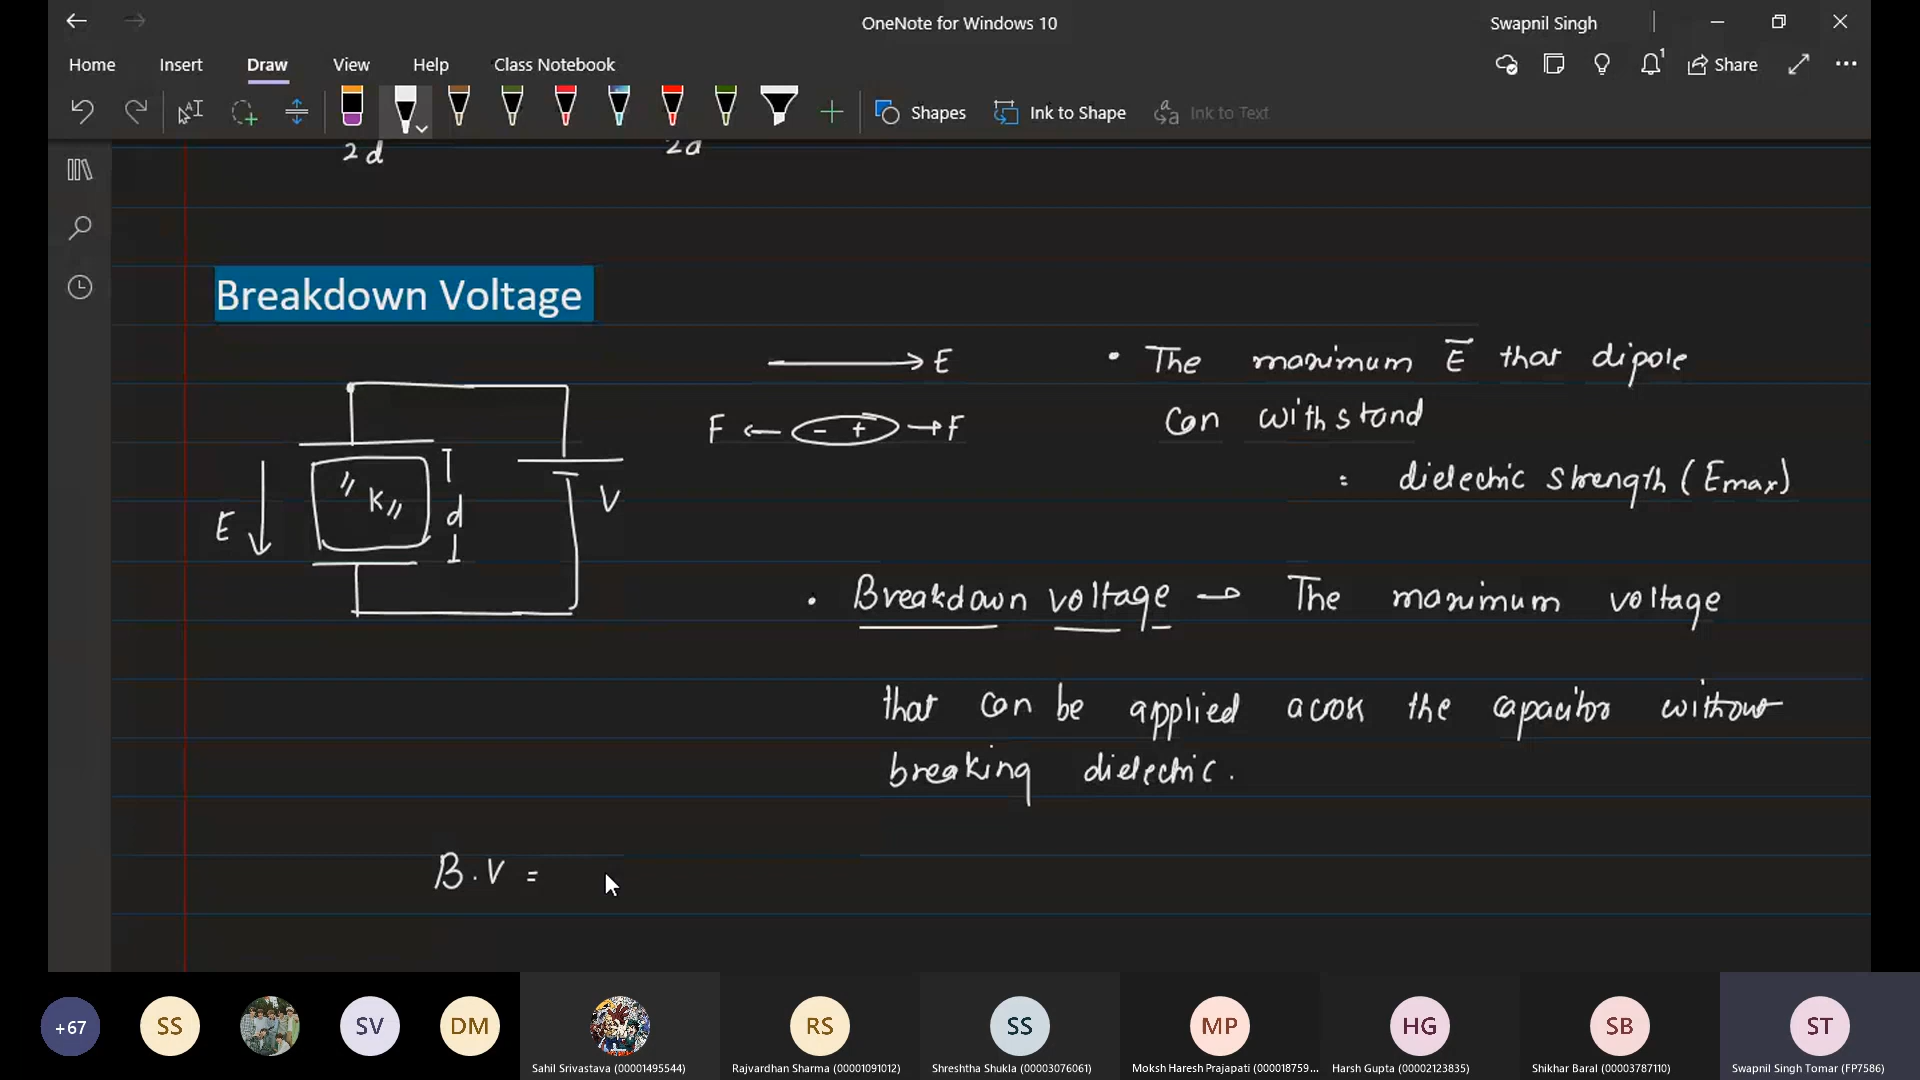 OneNote for Windows 10
Swapnil Singh
Home Insert Draw View Help Class Notebook
1
Share
Shapes Ink to Shape Ink to Text
2d 2d
Breakdown Voltage
E
• The maximum E that dipole
F - + F
can withstand
= dielectric strength (Emax)
K
d
V
E
• Breakdown voltage → The maximum voltage
that can be applied across the capacitor without
breaking dielectric.
B.V =
+67 SS SV DM RS SS MP HG SB ST
Sahil Srivastava (00001495544) Rajvardhan Sharma (00001091012) Shreshtha Shukla (00003076061) Moksh Haresh Prajapati (000018759... Harsh Gupta (00002123835) Shikhar Baral (00003787110) Swapnil Singh Tomar (FP7586)